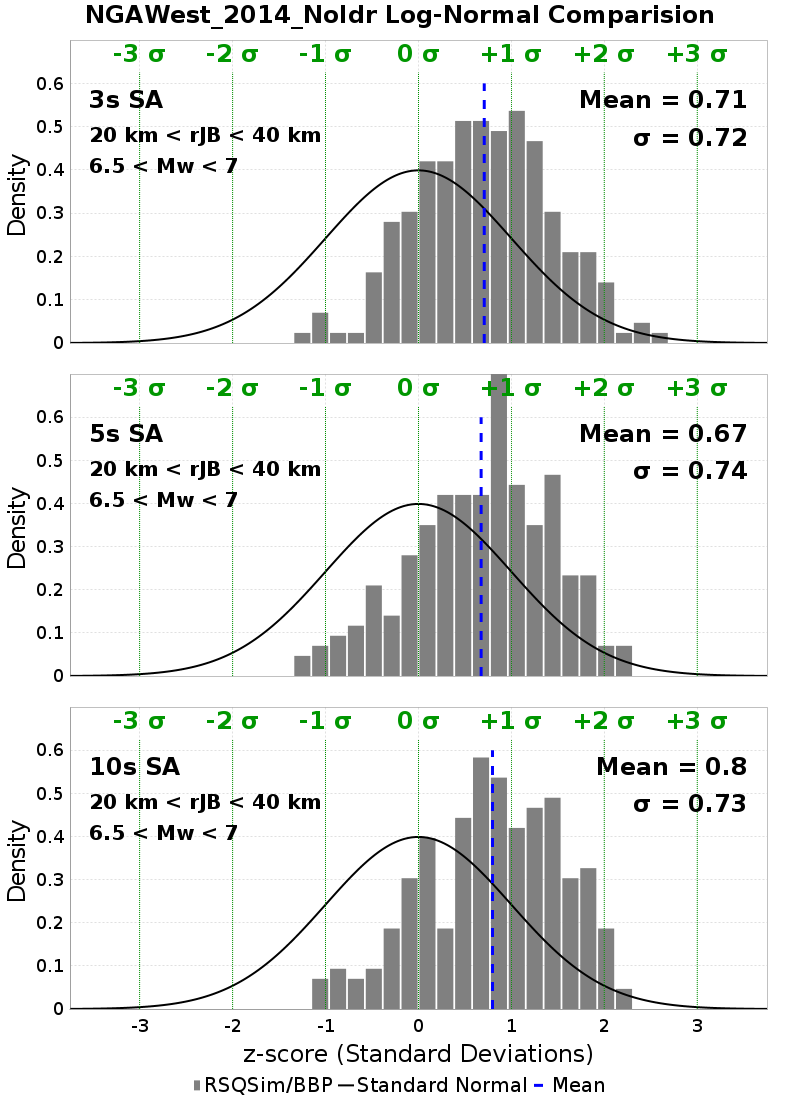 NGAWest_2014_NoIdr Log-Normal Comparision
-3 σ -2 σ -1 σ 0 σ +1 σ +2 σ +3 σ
3s SA
20 km < rJB < 40 km
6.5 < Mw < 7
Mean = 0.71
σ = 0.72
Density
0.6
0.5
0.4
0.3
0.2
0.1
0
-3 σ -2 σ -1 σ 0 σ +1 σ +2 σ +3 σ
5s SA
20 km < rJB < 40 km
6.5 < Mw < 7
Mean = 0.67
σ = 0.74
Density
0.6
0.5
0.4
0.3
0.2
0.1
0
-3 σ -2 σ -1 σ 0 σ +1 σ +2 σ +3 σ
10s SA
20 km < rJB < 40 km
6.5 < Mw < 7
Mean = 0.8
σ = 0.73
Density
0.6
0.5
0.4
0.3
0.2
0.1
0
-3 -2 -1 0 1 2 3
z-score (Standard Deviations)
RSQSim/BBP Standard Normal Mean